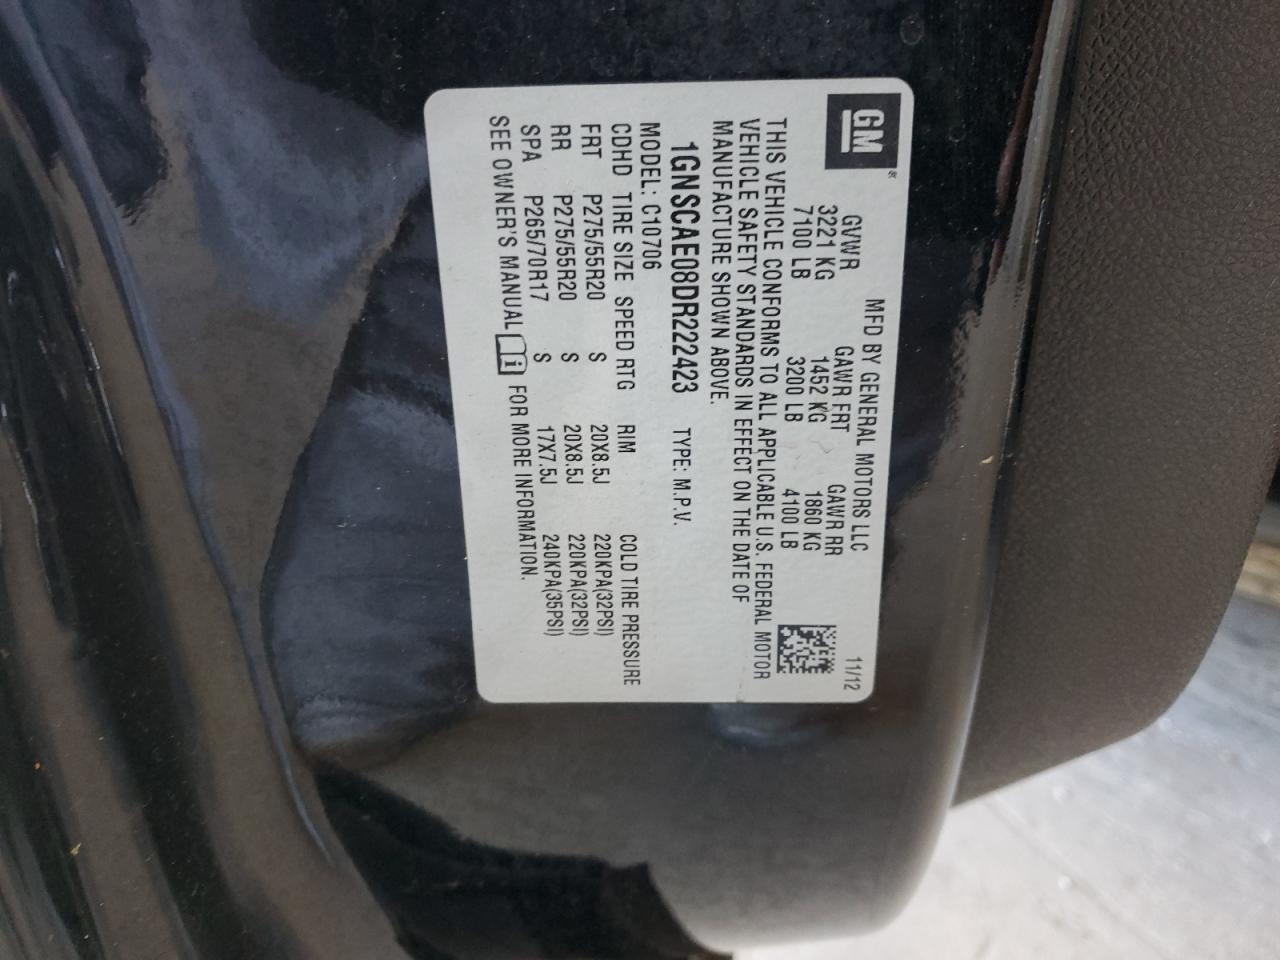 GM
MFD BY GENERAL MOTORS LLC 11/12
GVWR GAWR FRT GAWR RR
3221 KG 1452 KG 1860 KG
7100 LB 3200 LB 4100 LB
THIS VEHICLE CONFORMS TO ALL APPLICABLE U.S. FEDERAL MOTOR
VEHICLE SAFETY STANDARDS IN EFFECT ON THE DATE OF
MANUFACTURE SHOWN ABOVE.
1GNSCAE08DR222423 TYPE: M.P.V.
MODEL: C10706
CDHD TIRE SIZE SPEED RTG RIM COLD TIRE PRESSURE
FRT P275/55R20 S 20X8.5J 220KPA(32PSI)
RR P275/55R20 S 20X8.5J 220KPA(32PSI)
SPA P265/70R17 S 17X7.5J 240KPA(35PSI)
SEE OWNER'S MANUAL i FOR MORE INFORMATION.